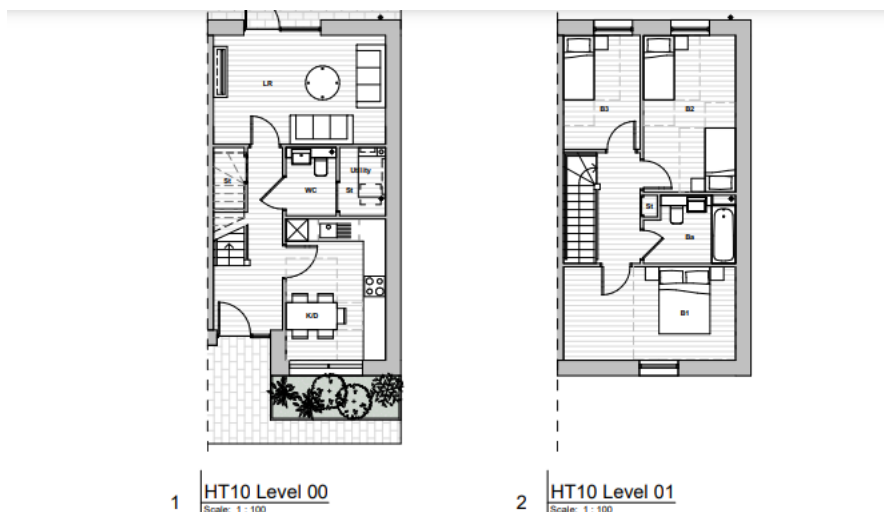 LR
B3
B2
St
WC
Utility
St
St
Ba
K/D
B1
1
HT10 Level 00
Scale: 1 : 100
2
HT10 Level 01
Scale: 1 : 100